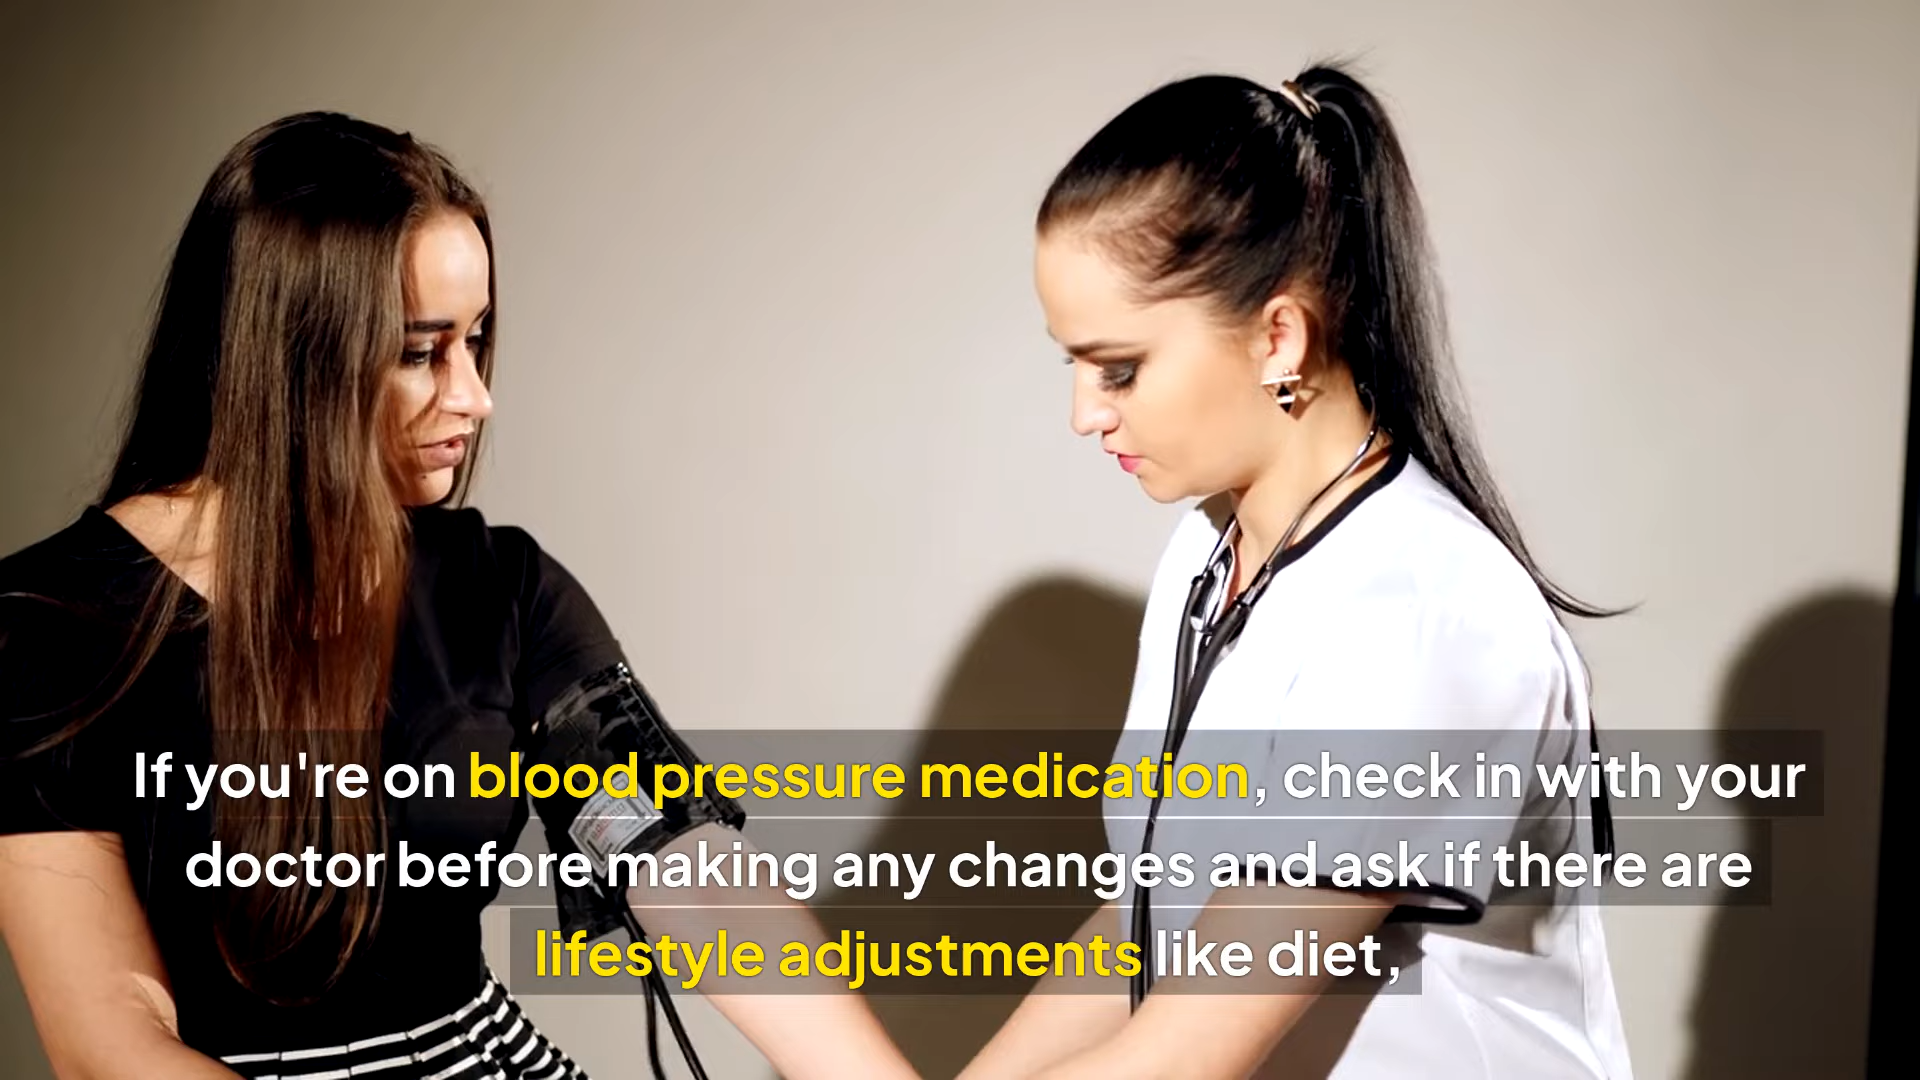 If you're on blood pressure medication, check in with your
doctor before making any changes and ask if there are
lifestyle adjustments like diet,